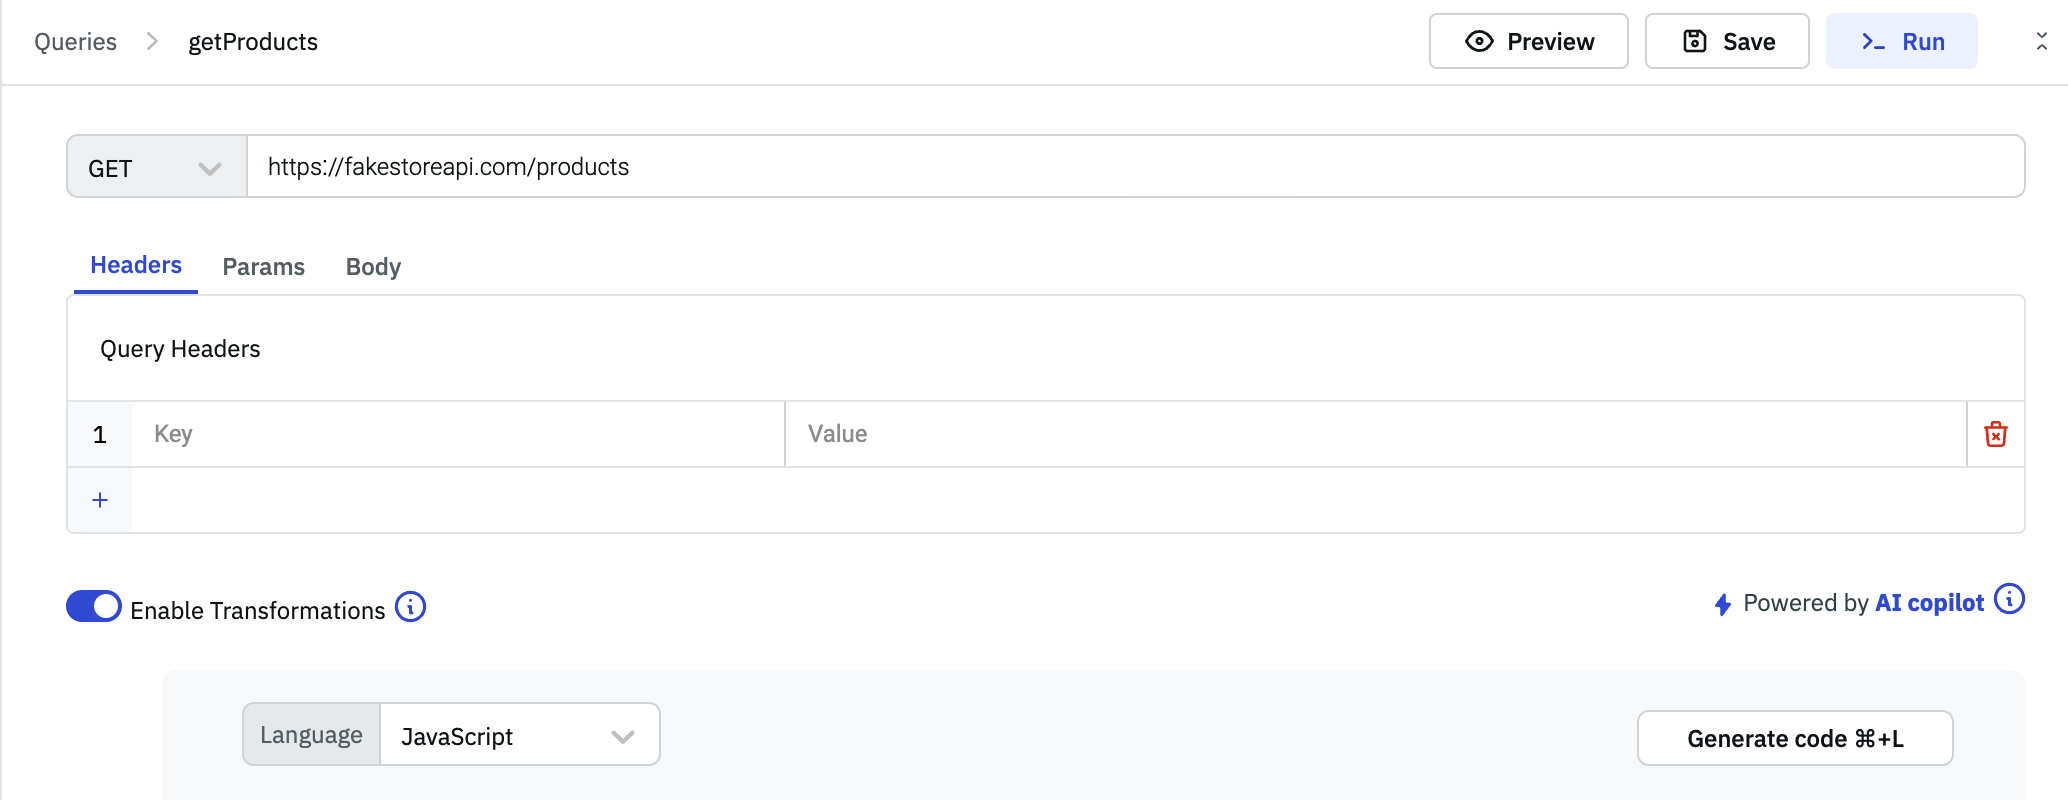 Queries > getProducts Preview Save >_ Run
GET https://fakestoreapi.com/products
Headers Params Body
Query Headers
1 Key Value
+
Enable Transformations Powered by AI copilot
Language JavaScript Generate code ⌘+L